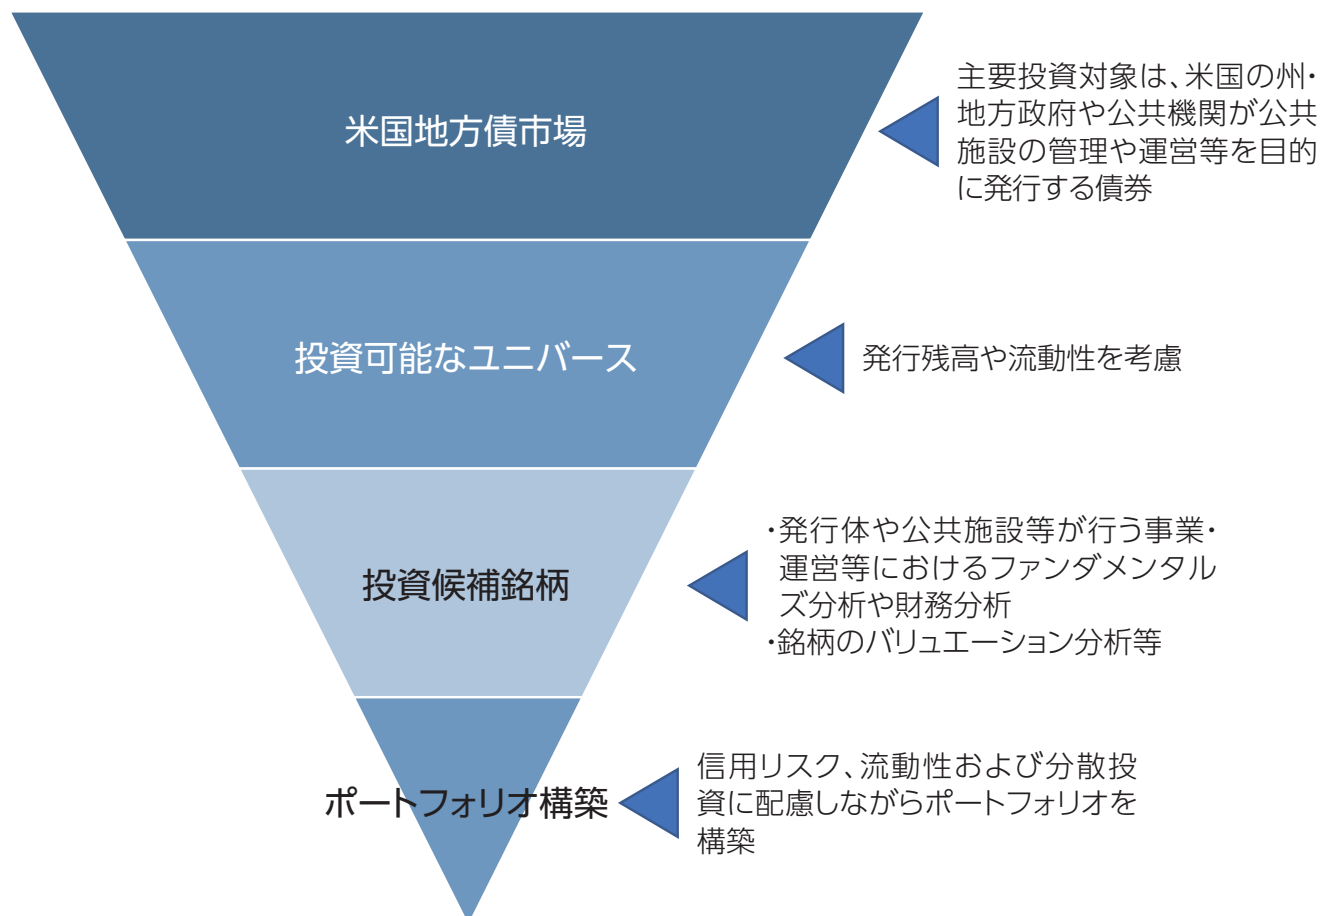 米国地方債市場
主要投資対象は、米国の州・
地方政府や公共機関が公共
施設の管理や運営等を目的
に発行する債券
投資可能なユニバース
発行残高や流動性を考慮
投資候補銘柄
・発行体や公共施設等が行う事業・
運営等におけるファンダメンタル
ズ分析や財務分析
・銘柄のバリュエーション分析等
ポートフォリオ構築
信用リスク、流動性および分散投
資に配慮しながらポートフォリオを
構築